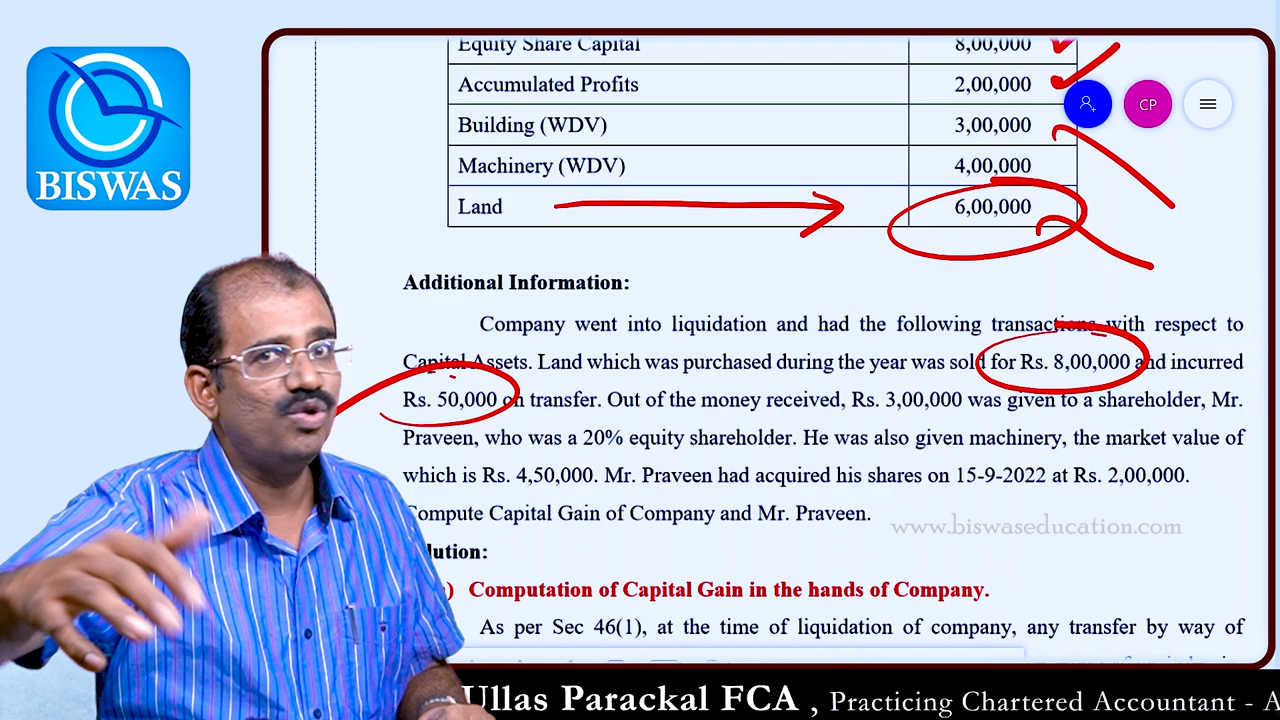 BISWAS
Equity Share Capital 8,00,000
Accumulated Profits 2,00,000
CP
Building (WDV) 3,00,000
Machinery (WDV) 4,00,000
Land 6,00,000
Additional Information:
Company went into liquidation and had the following transactions with respect to
Capital Assets. Land which was purchased during the year was sold for Rs. 8,00,000 and incurred
Rs. 50,000 on transfer. Out of the money received, Rs. 3,00,000 was given to a shareholder, Mr.
Praveen, who was a 20% equity shareholder. He was also given machinery, the market value of
which is Rs. 4,50,000. Mr. Praveen had acquired his shares on 15-9-2022 at Rs. 2,00,000.
Compute Capital Gain of Company and Mr. Praveen.
www.biswaseducation.com
lution:
) Computation of Capital Gain in the hands of Company.
As per Sec 46(1), at the time of liquidation of company, any transfer by way of
Ullas Parackal FCA , Practicing Chartered Accountant - A